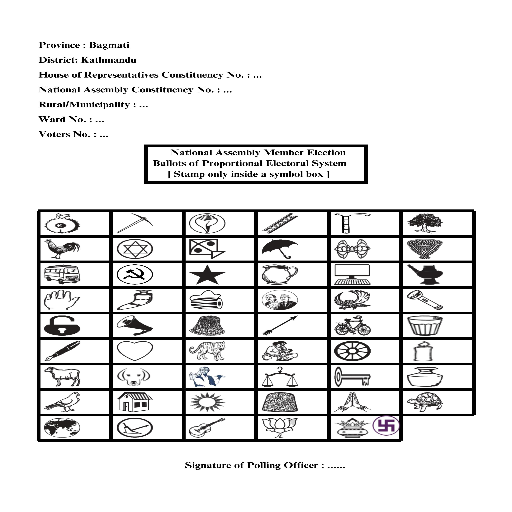 Province : Bagmati
District: Kathmandu
House of Representatives Constituency No. : ...
National Assembly Constituency No. : ...
Rural/Municipality : ...
Ward No. : ...
Voters No. : ...
National Assembly Member Election
Ballots of Proportional Electoral System
[ Stamp only inside a symbol box ]
Signature of Polling Officer : ......